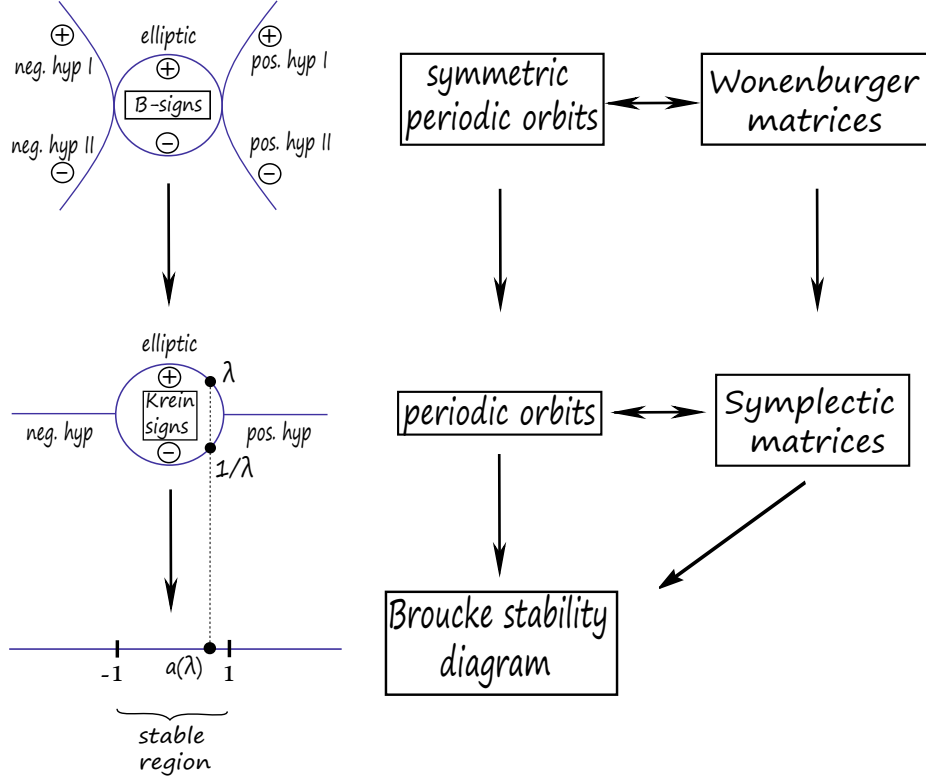 elliptic
+
+
+
neg. hyp I
pos. hyp I
B-signs
neg. hyp II
pos. hyp II
−
−
−
symmetric
periodic orbits
Wonenburger
matrices
elliptic
+
λ
Krein
signs
neg. hyp
pos. hyp
−
1/λ
periodic orbits
Symplectic
matrices
Broucke stability
diagram
-1
a(λ)
1
stable
region